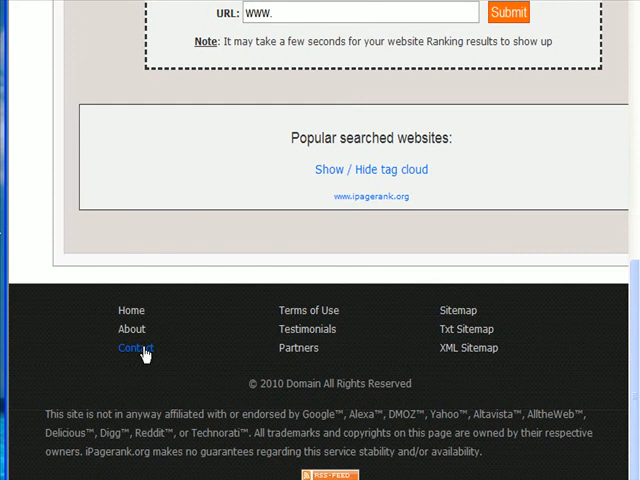 URL: www. Submit
Note: It may take a few seconds for your website Ranking results to show up
Popular searched websites:
Show / Hide tag cloud
www.ipagerank.org
Home Terms of Use Sitemap
About Testimonials Txt Sitemap
Contact Partners XML Sitemap
© 2010 Domain All Rights Reserved
This site is not in anyway affiliated with or endorsed by Google™, Alexa™, DMOZ™, Yahoo™, Altavista™, AlltheWeb™,
Delicious™, Digg™, Reddit™, or Technorati™. All trademarks and copyrights on this page are owned by their respective
owners. iPagerank.org makes no guarantees regarding this service stability and/or availability.
RSS-FEED